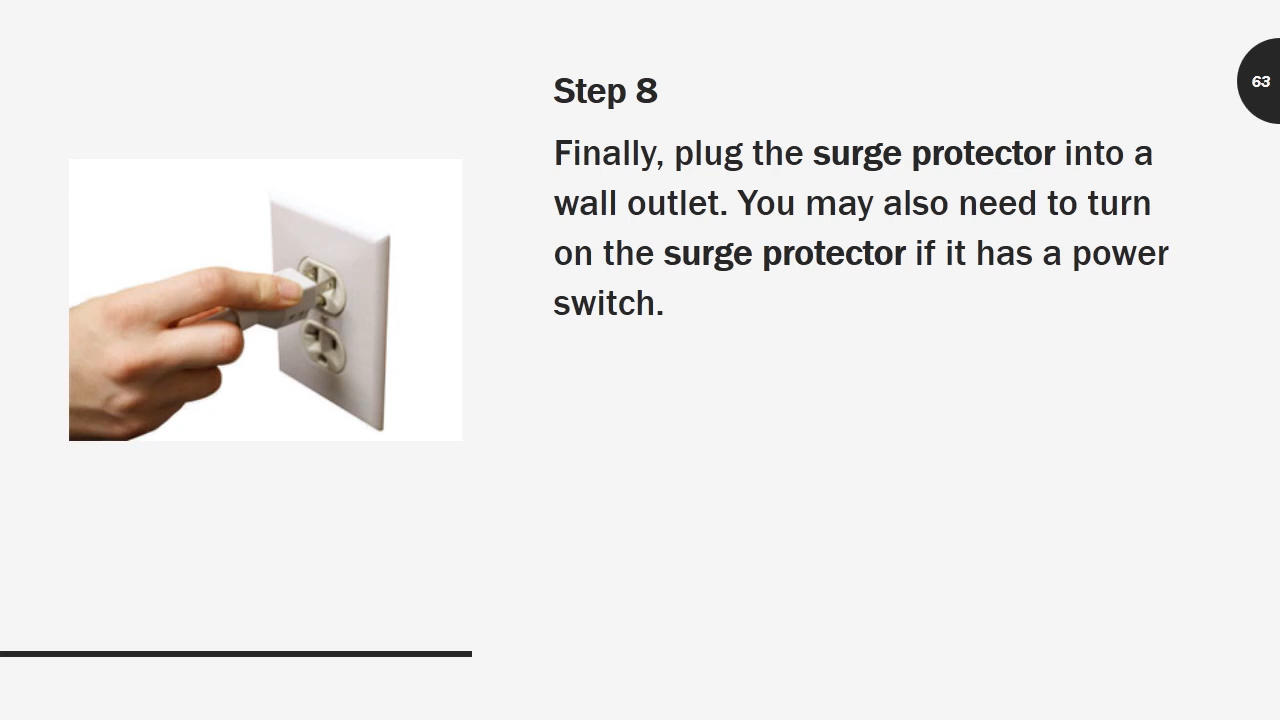 63
Step 8
Finally, plug the surge protector into a
wall outlet. You may also need to turn
on the surge protector if it has a power
switch.